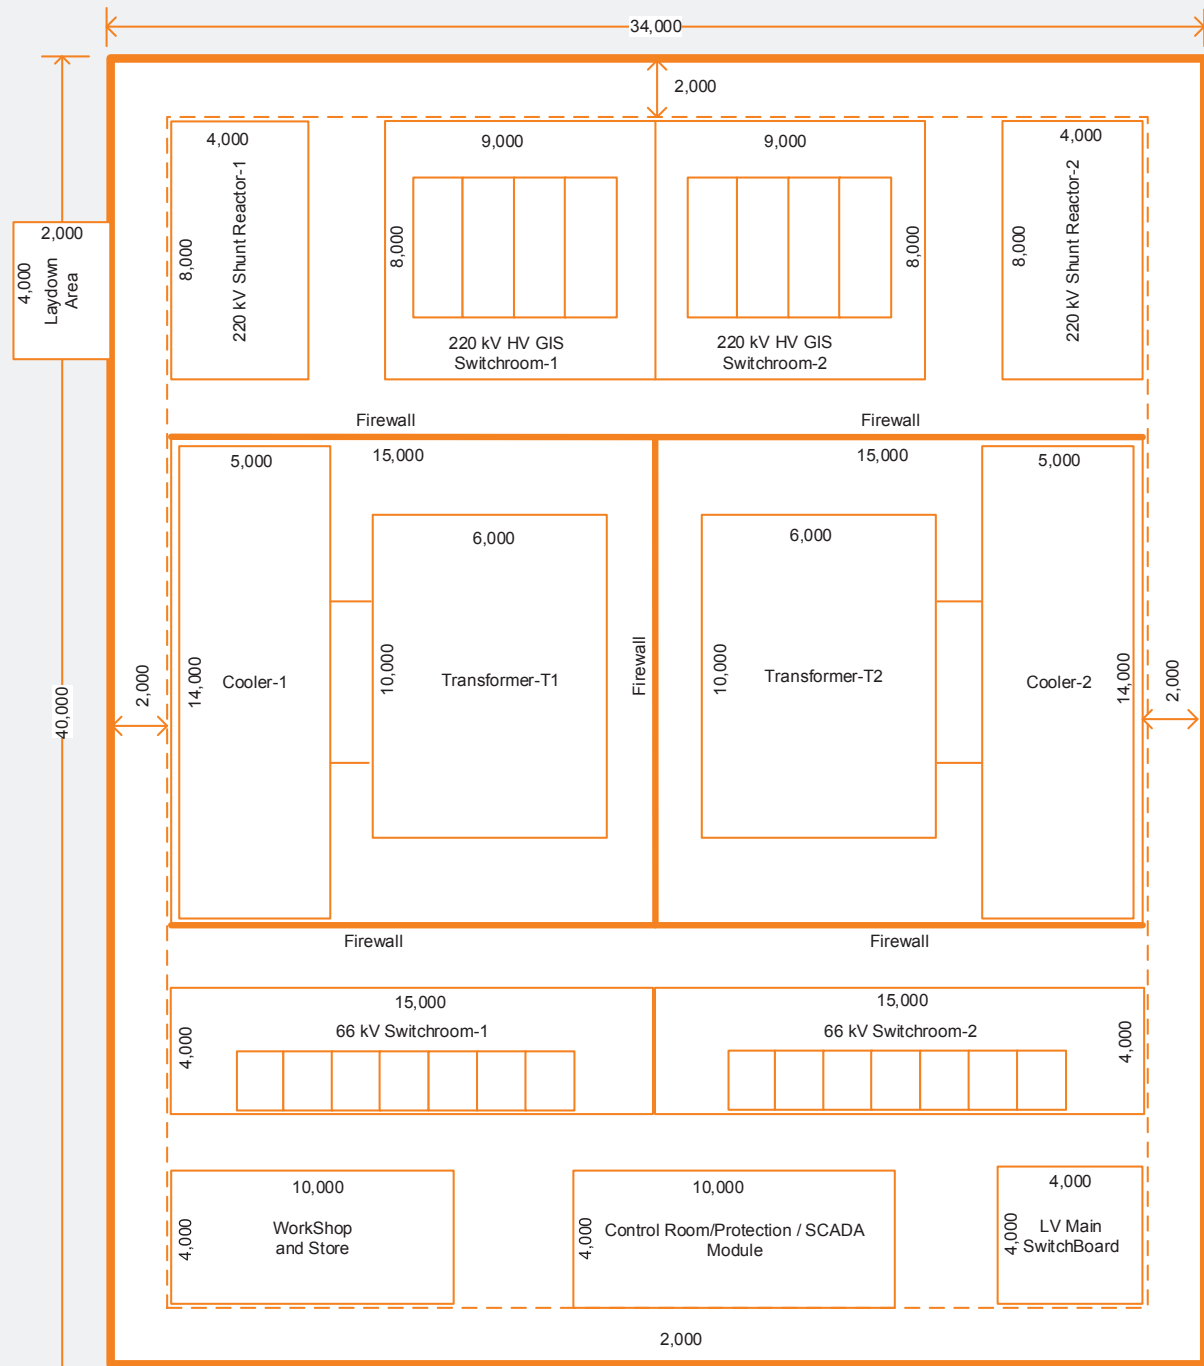 34,000
2,000
4,000
9,000
9,000
4,000
220 kV Shunt Reactor-1
8,000
8,000
8,000
8,000
220 kV Shunt Reactor-2
2,000
4,000
Laydown
Area
220 kV HV GIS
Switchroom-1
220 kV HV GIS
Switchroom-2
Firewall
Firewall
5,000
15,000
15,000
5,000
6,000
6,000
40,000
2,000
14,000
Cooler-1
10,000
Transformer-T1
Firewall
10,000
Transformer-T2
Cooler-2
14,000
2,000
Firewall
Firewall
15,000
15,000
66 kV Switchroom-1
66 kV Switchroom-2
4,000
4,000
10,000
10,000
4,000
4,000
WorkShop
and Store
4,000
Control Room/Protection / SCADA
Module
4,000
LV Main
SwitchBoard
2,000